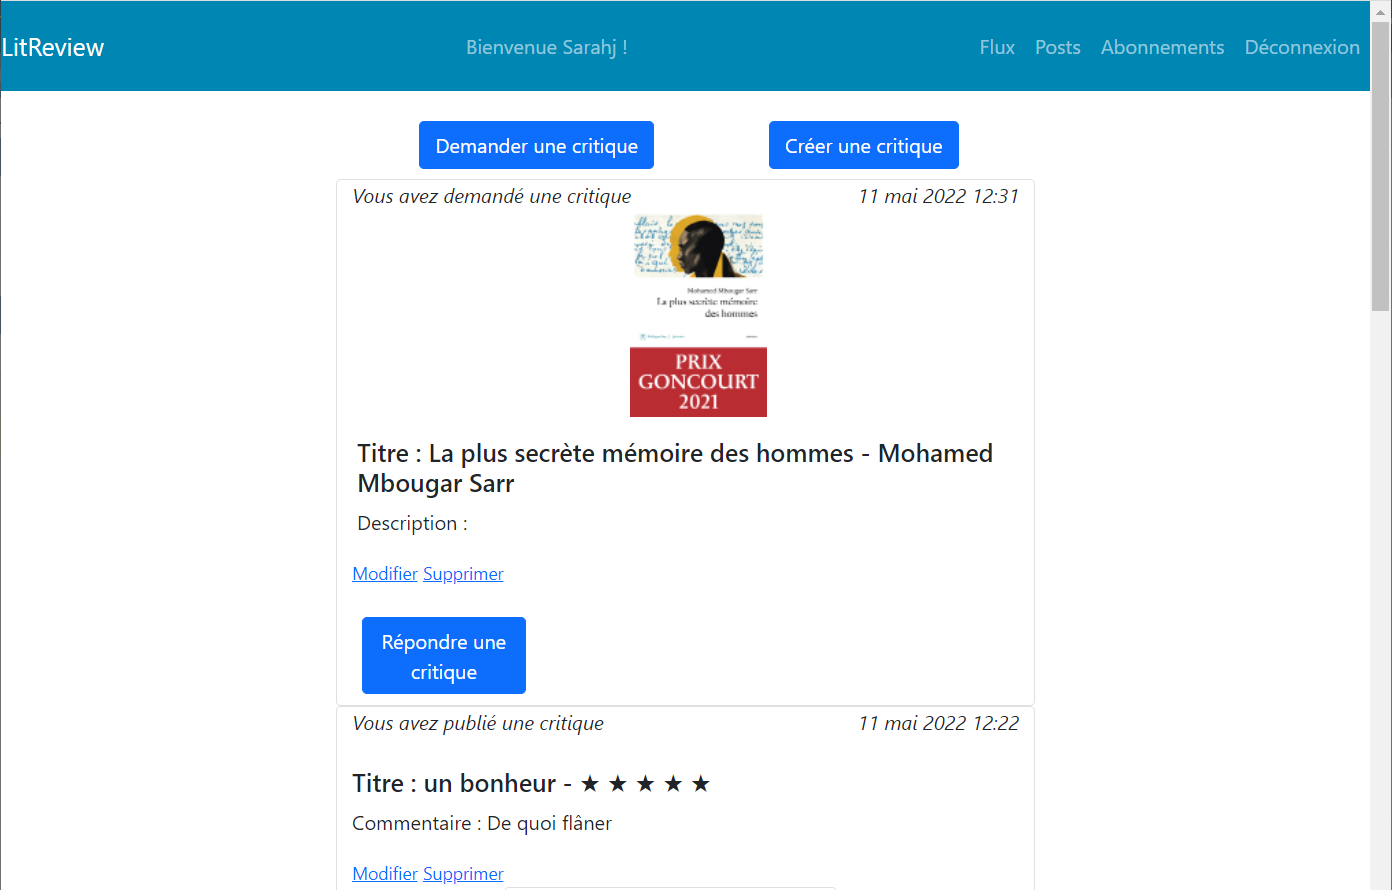 LitReview
Bienvenue Sarahj !
Flux Posts Abonnements Déconnexion
Demander une critique
Créer une critique
Vous avez demandé une critique
11 mai 2022 12:31
Mohamed Mbougar Sarr
La plus secrète mémoire
des hommes
PRIX
GONCOURT
2021
Titre : La plus secrète mémoire des hommes - Mohamed
Mbougar Sarr
Description :
Modifier Supprimer
Répondre une
critique
Vous avez publié une critique
11 mai 2022 12:22
Titre : un bonheur - ★ ★ ★ ★ ★
Commentaire : De quoi flâner
Modifier Supprimer